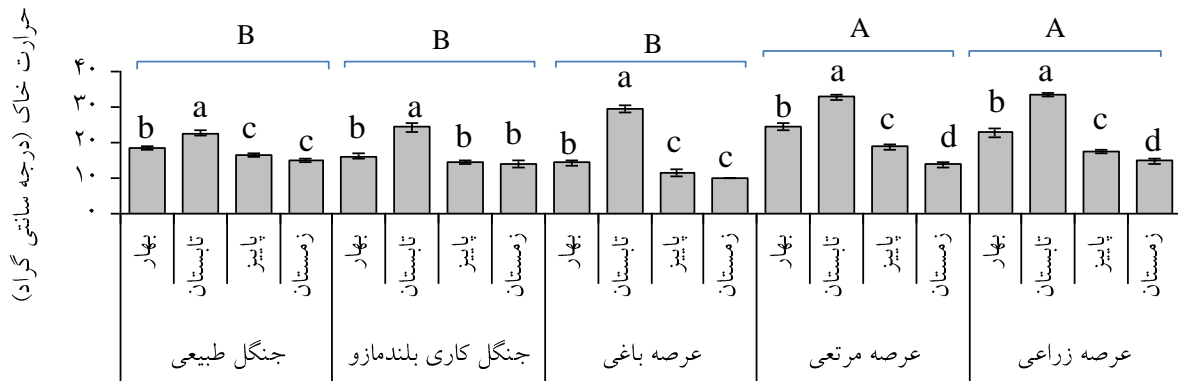 حرارت خاک (درجه سانتی گراد)
B B B A A
۴۰
۳۰
۲۰
۱۰
۰
b a c c b a b b b a c c b a c d b a c d
بهار تابستان پاییز زمستان بهار تابستان پاییز زمستان بهار تابستان پاییز زمستان بهار تابستان پاییز زمستان بهار تابستان پاییز زمستان
جنگل طبیعی جنگل کاری بلندمازو عرصه باغی عرصه مرتعی عرصه زراعی